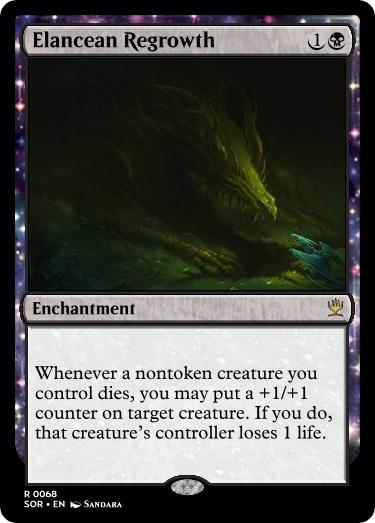 Elancean Regrowth 1
Enchantment
Whenever a nontoken creature you
control dies, you may put a +1/+1
counter on target creature. If you do,
that creature's controller loses 1 life.
R 0068
SOR • EN Sandara